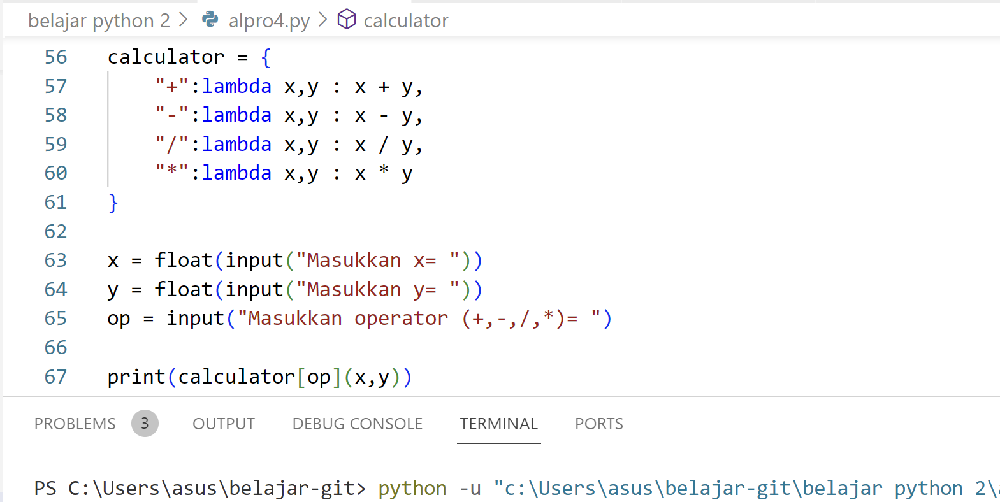 belajar python 2 > alpro4.py > calculator
56 calculator = {
57     "+":lambda x,y : x + y,
58     "-":lambda x,y : x - y,
59     "/":lambda x,y : x / y,
60     "*":lambda x,y : x * y
61 }
62
63 x = float(input("Masukkan x= "))
64 y = float(input("Masukkan y= "))
65 op = input("Masukkan operator (+,-,/,*)= ")
66
67 print(calculator[op](x,y))
PROBLEMS 3 OUTPUT DEBUG CONSOLE TERMINAL PORTS
PS C:\Users\asus\belajar-git> python -u "c:\Users\asus\belajar-git\belajar python 2\